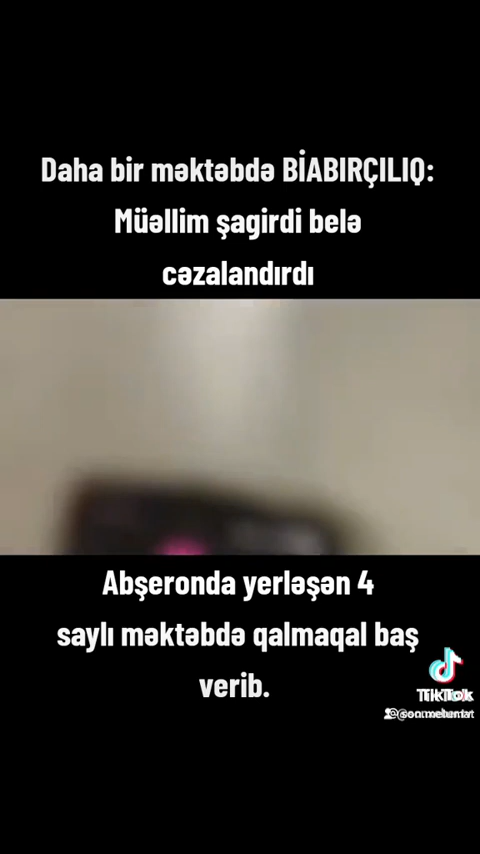 Daha bir məktəbdə BİABIRÇILIQ:
Müəllim şagirdi belə
cəzalandırdı
Abşeronda yerləşən 4
saylı məktəbdə qalmaqal baş
verib.
TikTok